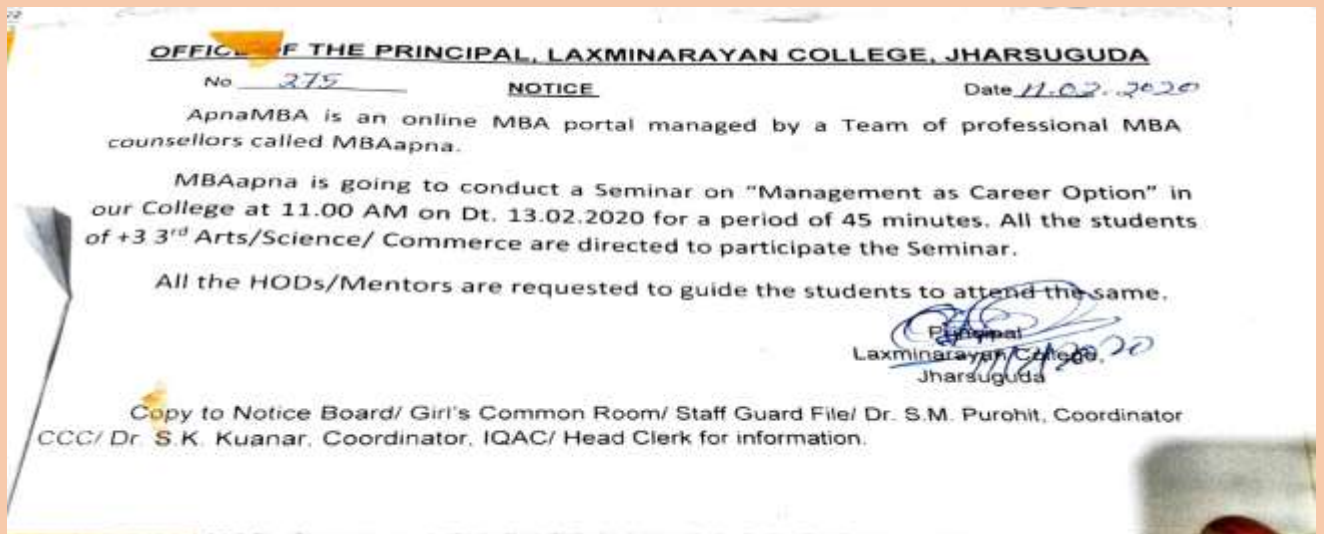 OFFICE OF THE PRINCIPAL, LAXMINARAYAN COLLEGE, JHARSUGUDA
No 275 NOTICE Date 11.02.2020
ApnaMBA is an online MBA portal managed by a Team of professional MBA
counsellors called MBAapna.
MBAapna is going to conduct a Seminar on "Management as Career Option" in
our College at 11.00 AM on Dt. 13.02.2020 for a period of 45 minutes. All the students
of +3 3rd Arts/Science/ Commerce are directed to participate the Seminar.
All the HODs/Mentors are requested to guide the students to attend the same.
Principal
Laxminarayan College,
Jharsuguda
Copy to Notice Board/ Girl's Common Room/ Staff Guard File/ Dr. S.M. Purohit, Coordinator
CCC/ Dr. S.K. Kuanar, Coordinator, IQAC/ Head Clerk for information.